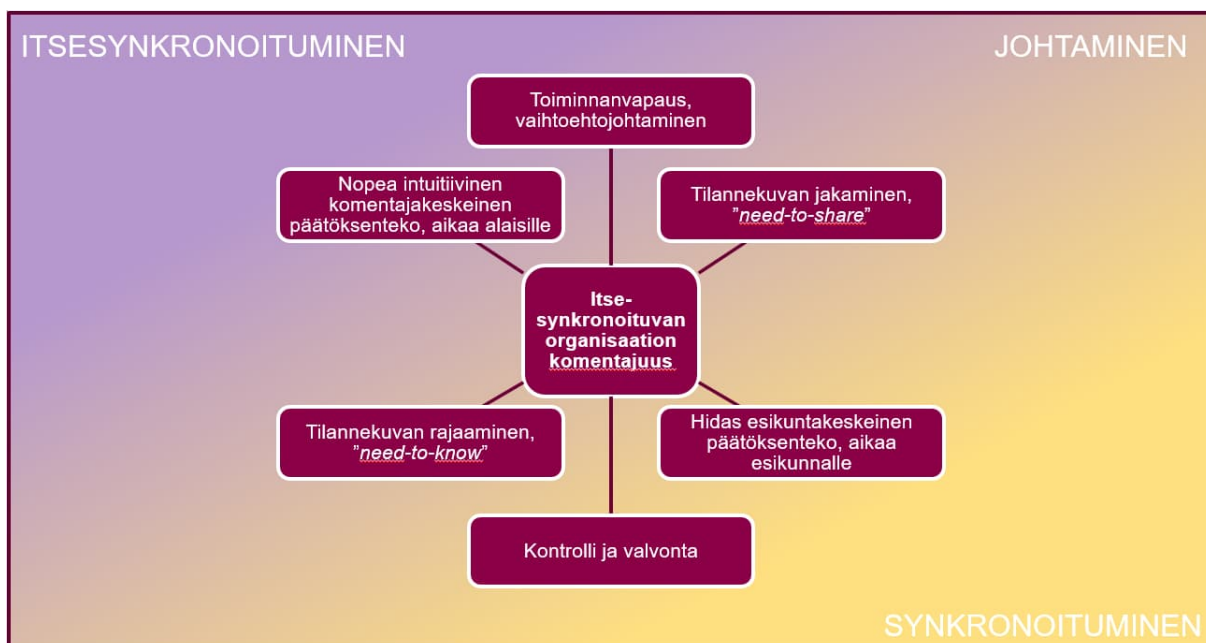 ITSESYNKRONOITUMINEN
JOHTAMINEN
Toiminnanvapaus,
vaihtoehtojohtaminen
Nopea intuitiivinen
komentajakeskeinen
päätöksenteko, aikaa alaisille
Tilannekuvan jakaminen,
”need-to-share”
Itse-
synkronoituvan
organisaation
komentajuus
Tilannekuvan rajaaminen,
”need-to-know”
Hidas esikuntakeskeinen
päätöksenteko, aikaa
esikunnalle
Kontrolli ja valvonta
SYNKRONOITUMINEN